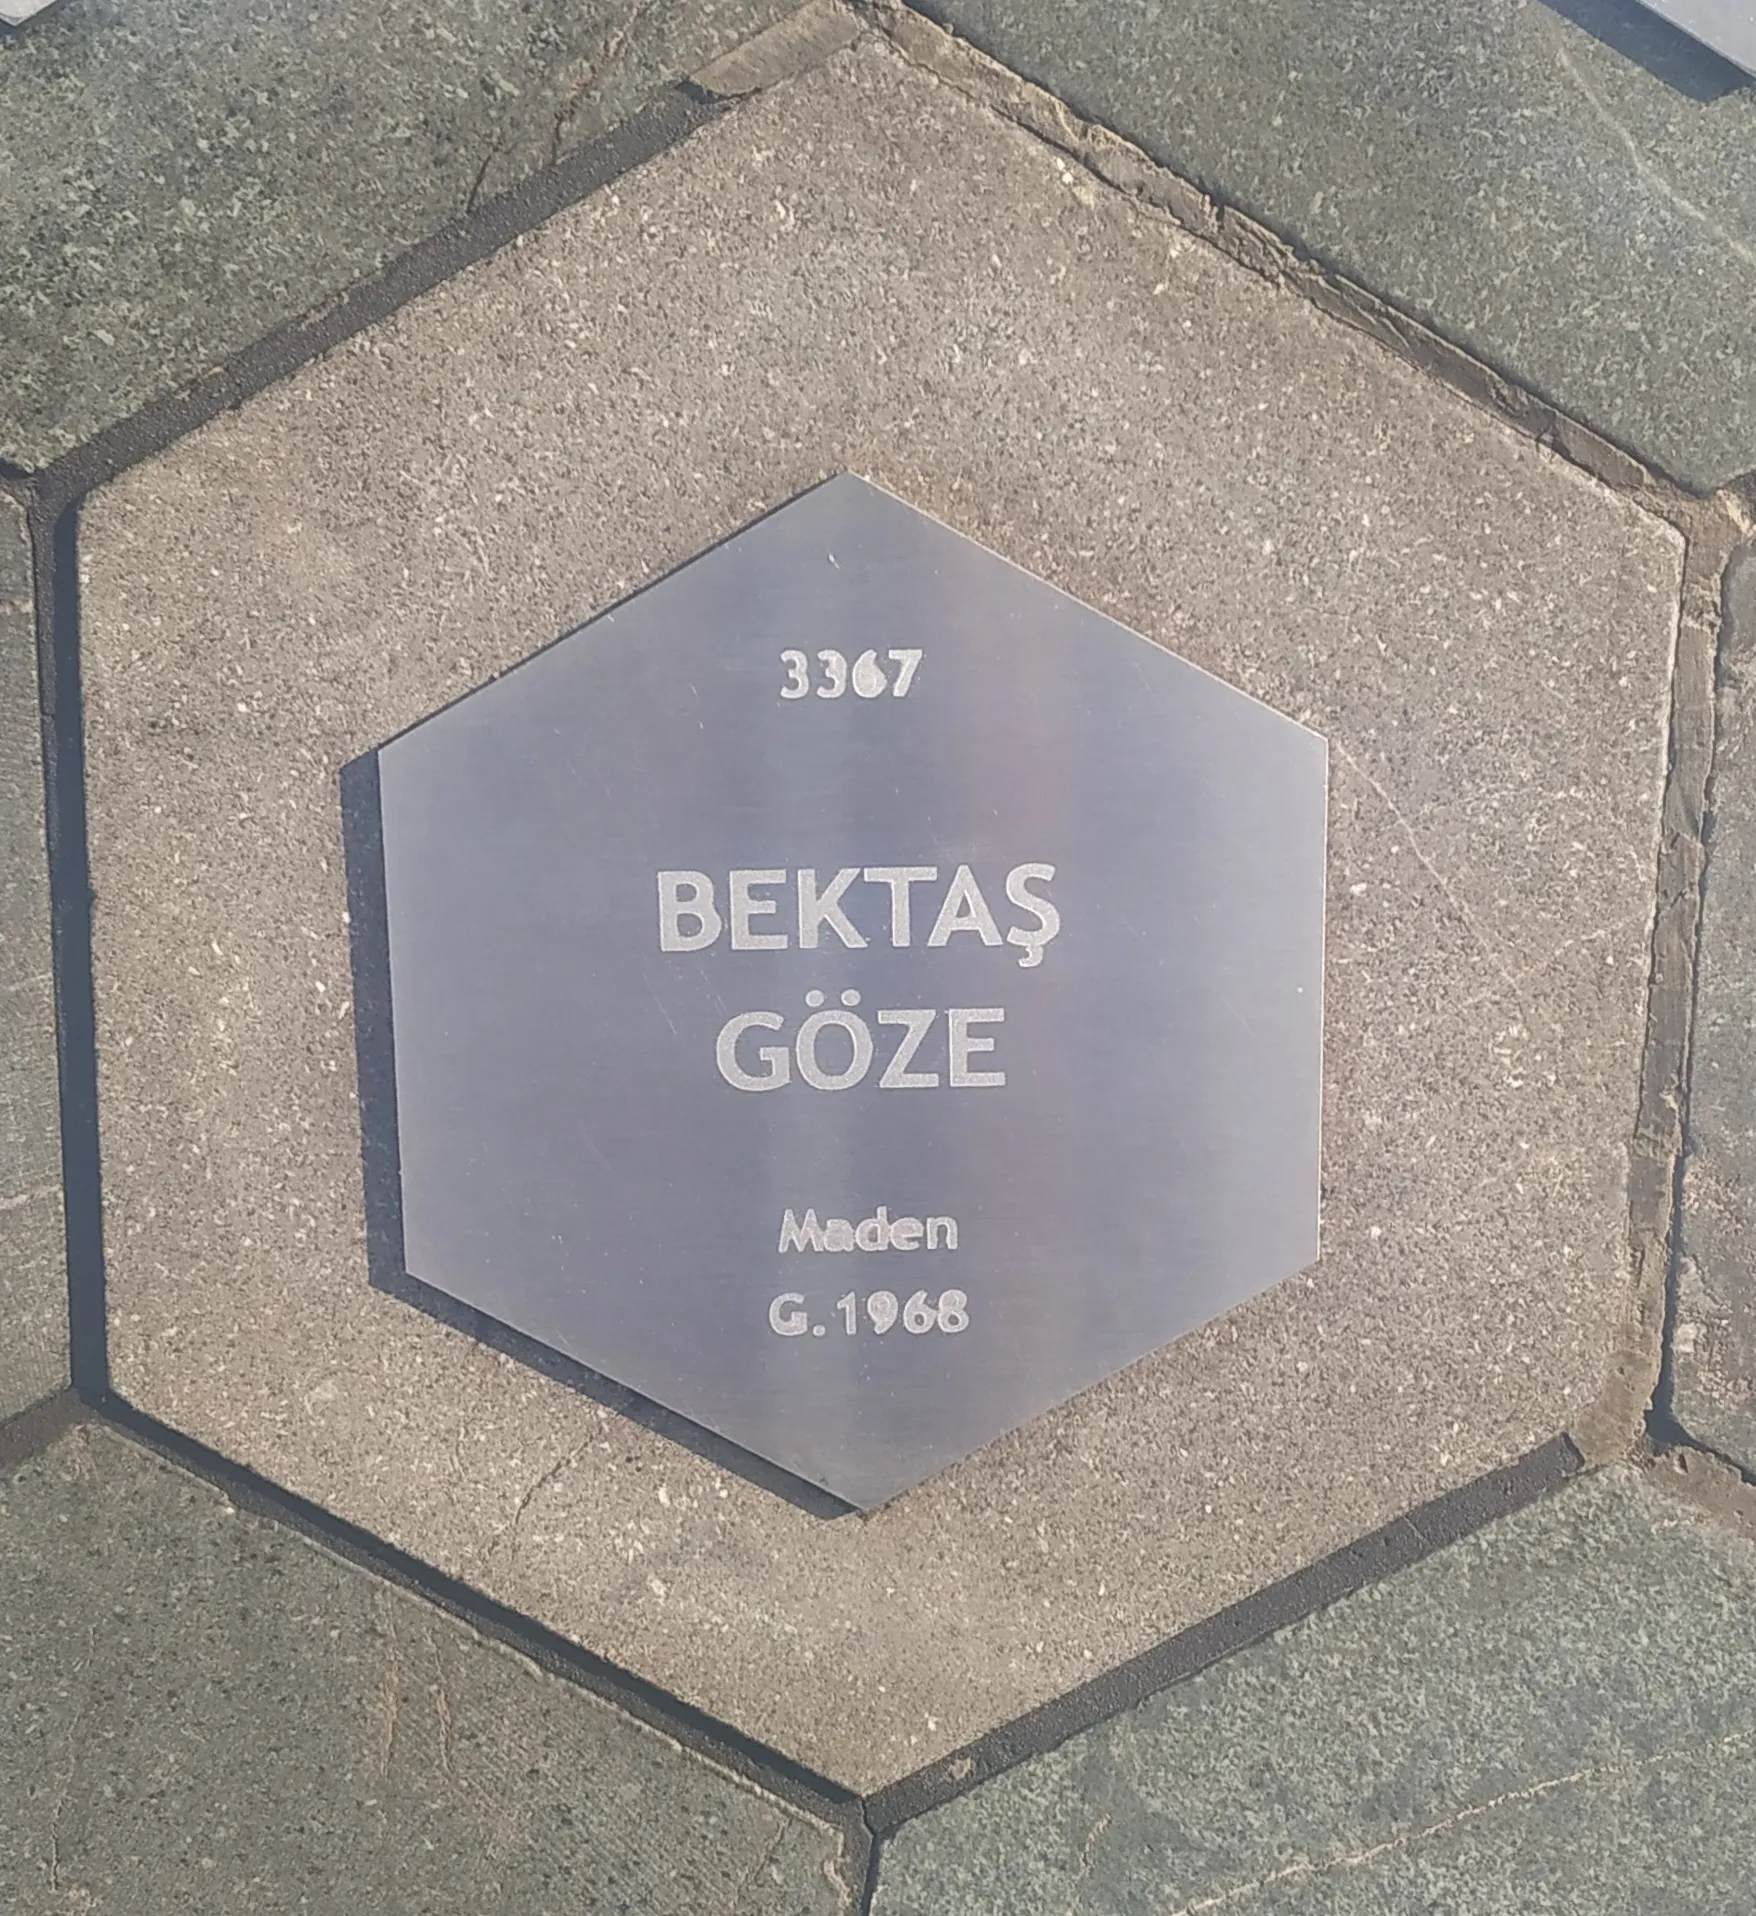 3367
BEKTAŞ
GÖZE
Maden
G.1968